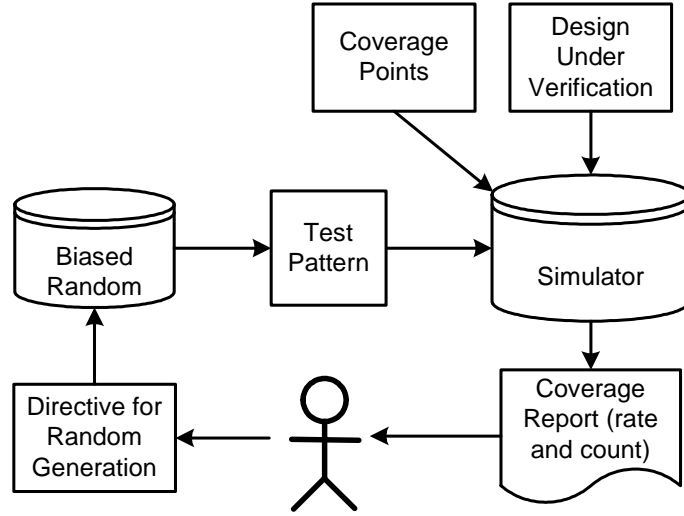 Coverage
Points
Design
Under
Verification
Biased
Random
Test
Pattern
Simulator
Directive for
Random
Generation
Coverage
Report (rate
and count)